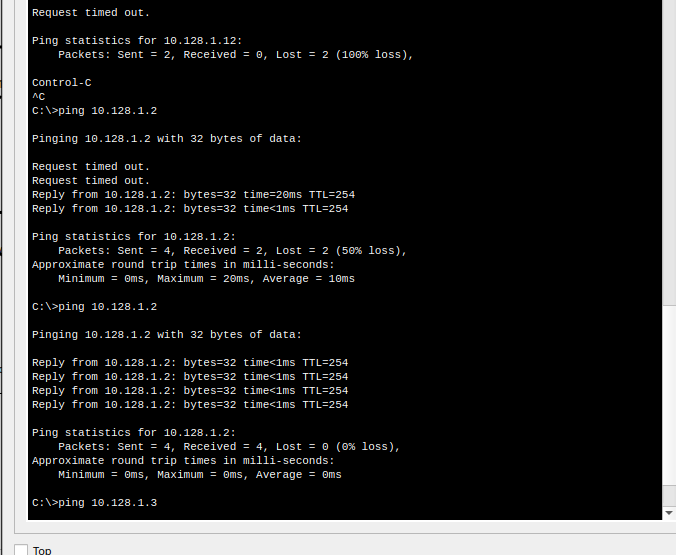 Request timed out.
Ping statistics for 10.128.1.12:
Packets: Sent = 2, Received = 0, Lost = 2 (100% loss),
Control-C
^C
C:\>ping 10.128.1.2
Pinging 10.128.1.2 with 32 bytes of data:
Request timed out.
Request timed out.
Reply from 10.128.1.2: bytes=32 time=20ms TTL=254
Reply from 10.128.1.2: bytes=32 time<1ms TTL=254
Ping statistics for 10.128.1.2:
Packets: Sent = 4, Received = 2, Lost = 2 (50% loss),
Approximate round trip times in milli-seconds:
Minimum = 0ms, Maximum = 20ms, Average = 10ms
C:\>ping 10.128.1.2
Pinging 10.128.1.2 with 32 bytes of data:
Reply from 10.128.1.2: bytes=32 time<1ms TTL=254
Reply from 10.128.1.2: bytes=32 time<1ms TTL=254
Reply from 10.128.1.2: bytes=32 time<1ms TTL=254
Reply from 10.128.1.2: bytes=32 time<1ms TTL=254
Ping statistics for 10.128.1.2:
Packets: Sent = 4, Received = 4, Lost = 0 (0% loss),
Approximate round trip times in milli-seconds:
Minimum = 0ms, Maximum = 0ms, Average = 0ms
C:\>ping 10.128.1.3
Top